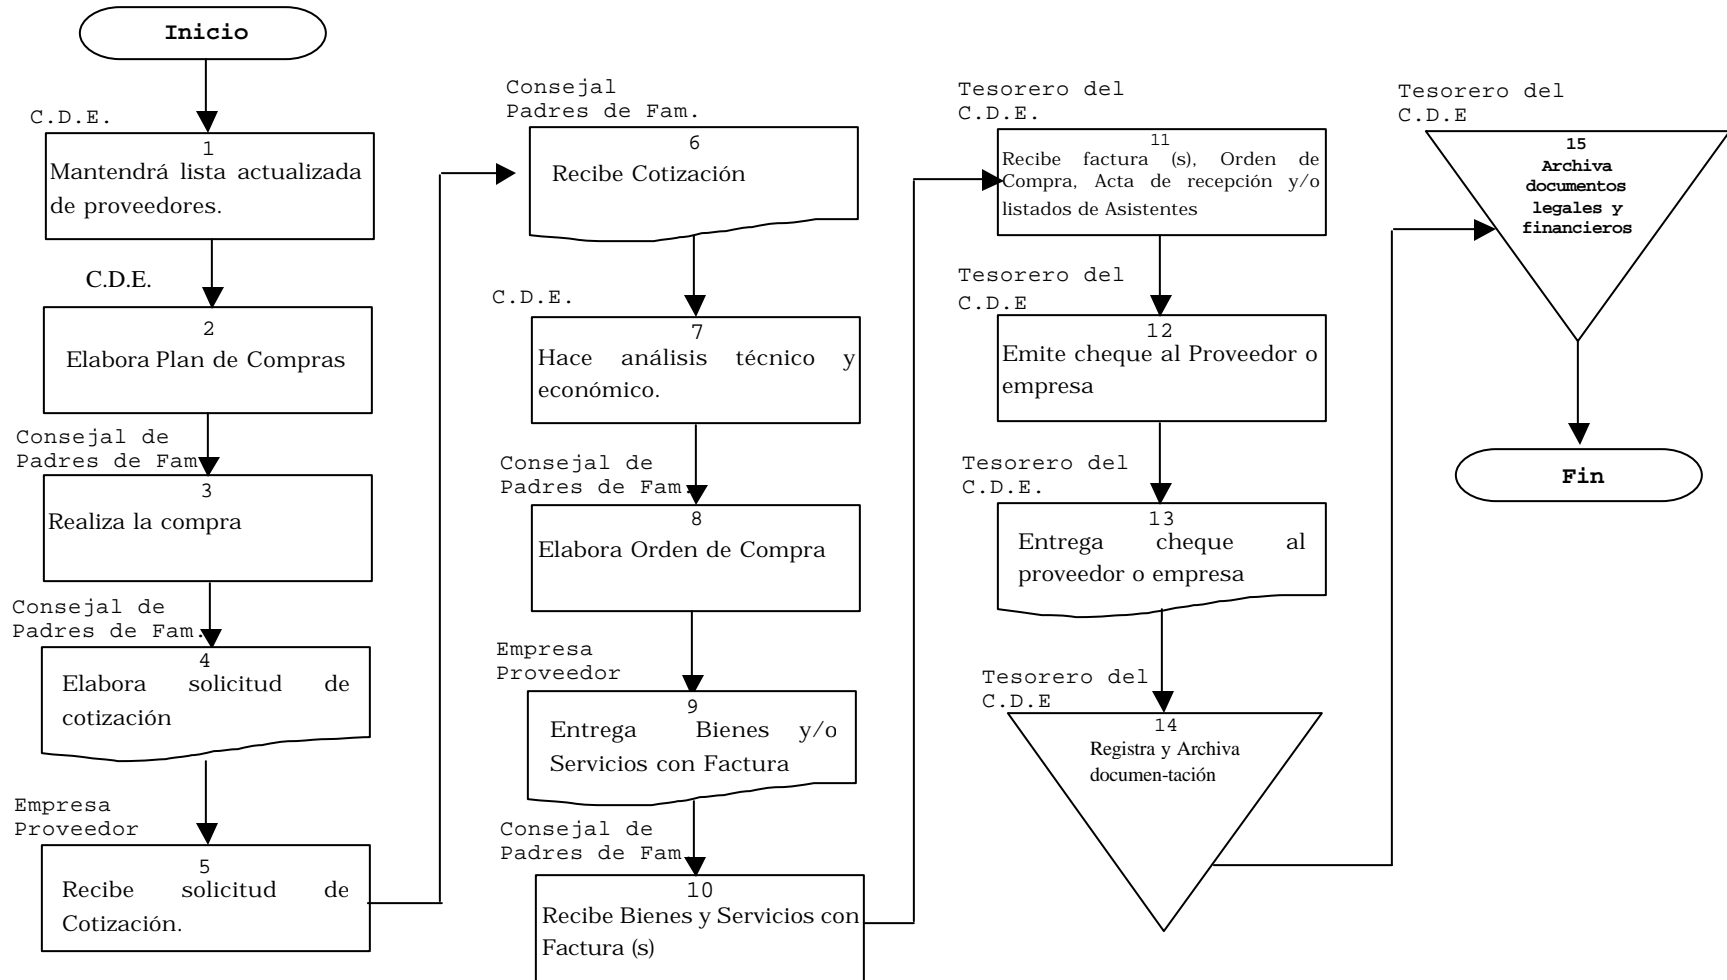 Inicio
C.D.E.
1
Mantendrá lista actualizada
de proveedores.
C.D.E.
2
Elabora Plan de Compras
Consejal de
Padres de Fam
3
Realiza la compra
Consejal de
Padres de Fam.
4
Elabora solicitud de
cotización
Empresa
Proveedor
5
Recibe solicitud de
Cotización.
Consejal
Padres de Fam.
6
Recibe Cotización
C.D.E.
7
Hace análisis técnico y
económico.
Consejal de
Padres de Fam.
8
Elabora Orden de Compra
Empresa
Proveedor
9
Entrega Bienes y/o
Servicios con Factura
Consejal de
Padres de Fam
10
Recibe Bienes y Servicios con
Factura (s)
Tesorero del
C.D.E.
11
Recibe factura (s), Orden de
Compra, Acta de recepción y/o
listados de Asistentes
Tesorero del
C.D.E
12
Emite cheque al Proveedor o
empresa
Tesorero del
C.D.E.
13
Entrega cheque al
proveedor o empresa
Tesorero del
C.D.E
14
Registra y Archiva
documen-tación
Tesorero del
C.D.E
15
Archiva
documentos
legales y
financieros
Fin